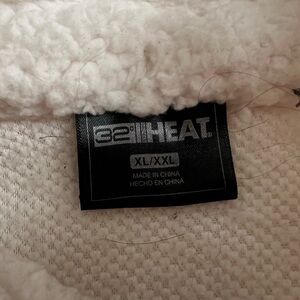 32 HEAT.
XL/XXL
MADE IN CHINA
HECHO EN CHINA